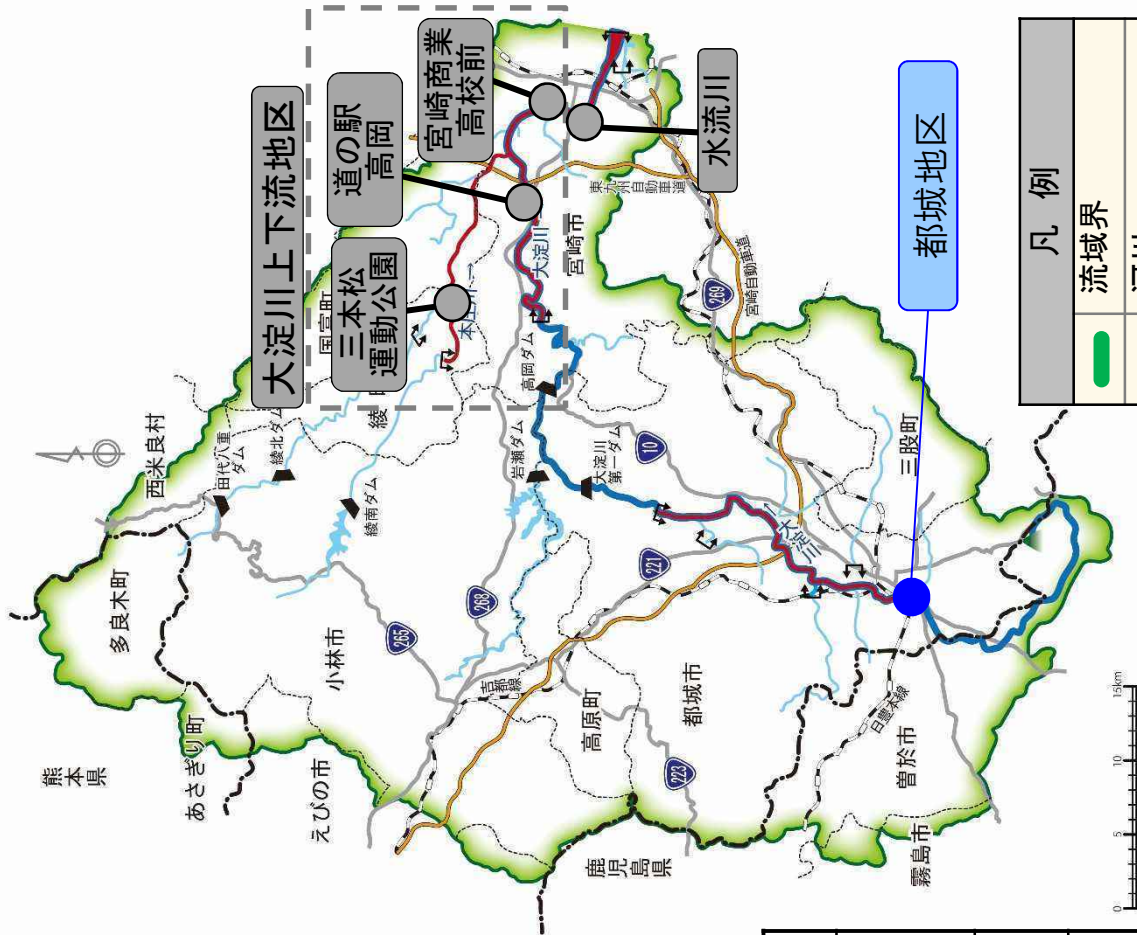 大淀川上下流地区
道の駅
高岡
宮崎商業
高校前
三本松
運動公園
水流川
都城地区
凡 例
流域界
西米良村
田代八重
ダム
綾北ダム
綾南ダム
国富町
綾
本庄川→
多良木町
熊
本
県
あさぎり町
えびの市
小林市
265
268
岩瀬ダム
高岡ダム
大淀川
第一ダム
大淀川
宮崎市
東九州自動車道
宮崎自動車道
269
10
221
吉都線
高原町
都城市
223
←大淀川
三股町
日豊本線
曽於市
霧島市
鹿
児
島
県
0 5 10 15km